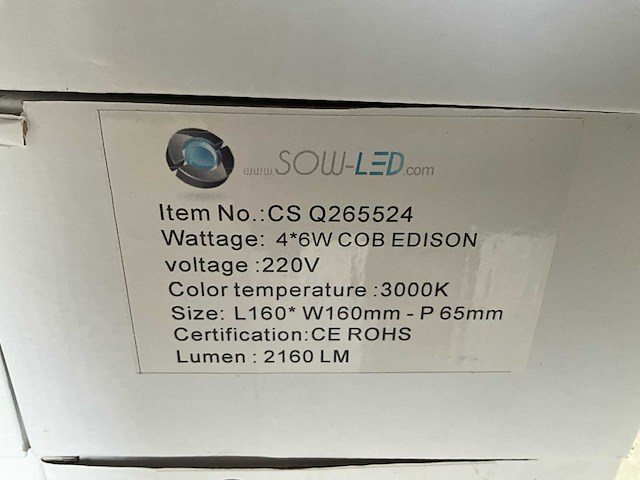 www.SOW-LED.com
Item No.:CS Q265524
Wattage: 4*6W COB EDISON
voltage :220V
Color temperature :3000K
Size: L160* W160mm - P 65mm
Certification:CE ROHS
Lumen : 2160 LM